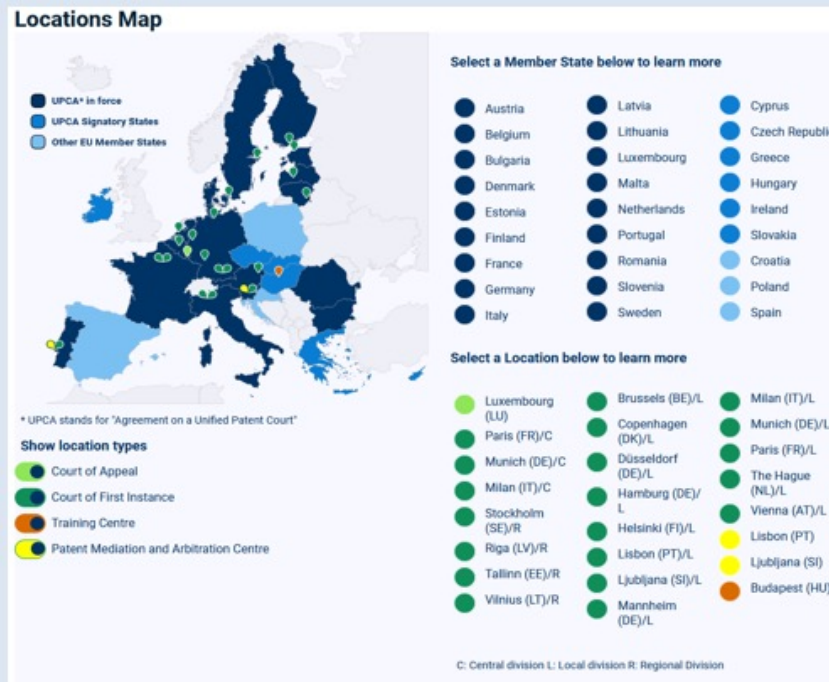 Locations Map
UPCA* in force
UPCA Signatory States
Other EU Member States
* UPCA stands for "Agreement on a Unified Patent Court"
Show location types
Court of Appeal
Court of First Instance
Training Centre
Patent Mediation and Arbitration Centre
Select a Member State below to learn more
Austria
Belgium
Bulgaria
Denmark
Estonia
Finland
France
Germany
Italy
Latvia
Lithuania
Luxembourg
Malta
Netherlands
Portugal
Romania
Slovenia
Sweden
Cyprus
Czech Republic
Greece
Hungary
Ireland
Slovakia
Croatia
Poland
Spain
Select a Location below to learn more
Luxembourg
(LU)
Paris (FR)/C
Munich (DE)/C
Milan (IT)/C
Stockholm
(SE)/R
Riga (LV)/R
Tallinn (EE)/R
Vilnius (LT)/R
Brussels (BE)/L
Copenhagen
(DK)/L
Düsseldorf
(DE)/L
Hamburg (DE)/
L
Helsinki (FI)/L
Lisbon (PT)/L
Ljubljana (SI)/L
Mannheim
(DE)/L
Milan (IT)/L
Munich (DE)/L
Paris (FR)/L
The Hague
(NL)/L
Vienna (AT)/L
Lisbon (PT)
Ljubljana (SI)
Budapest (HU)
C: Central division L: Local division R: Regional Division